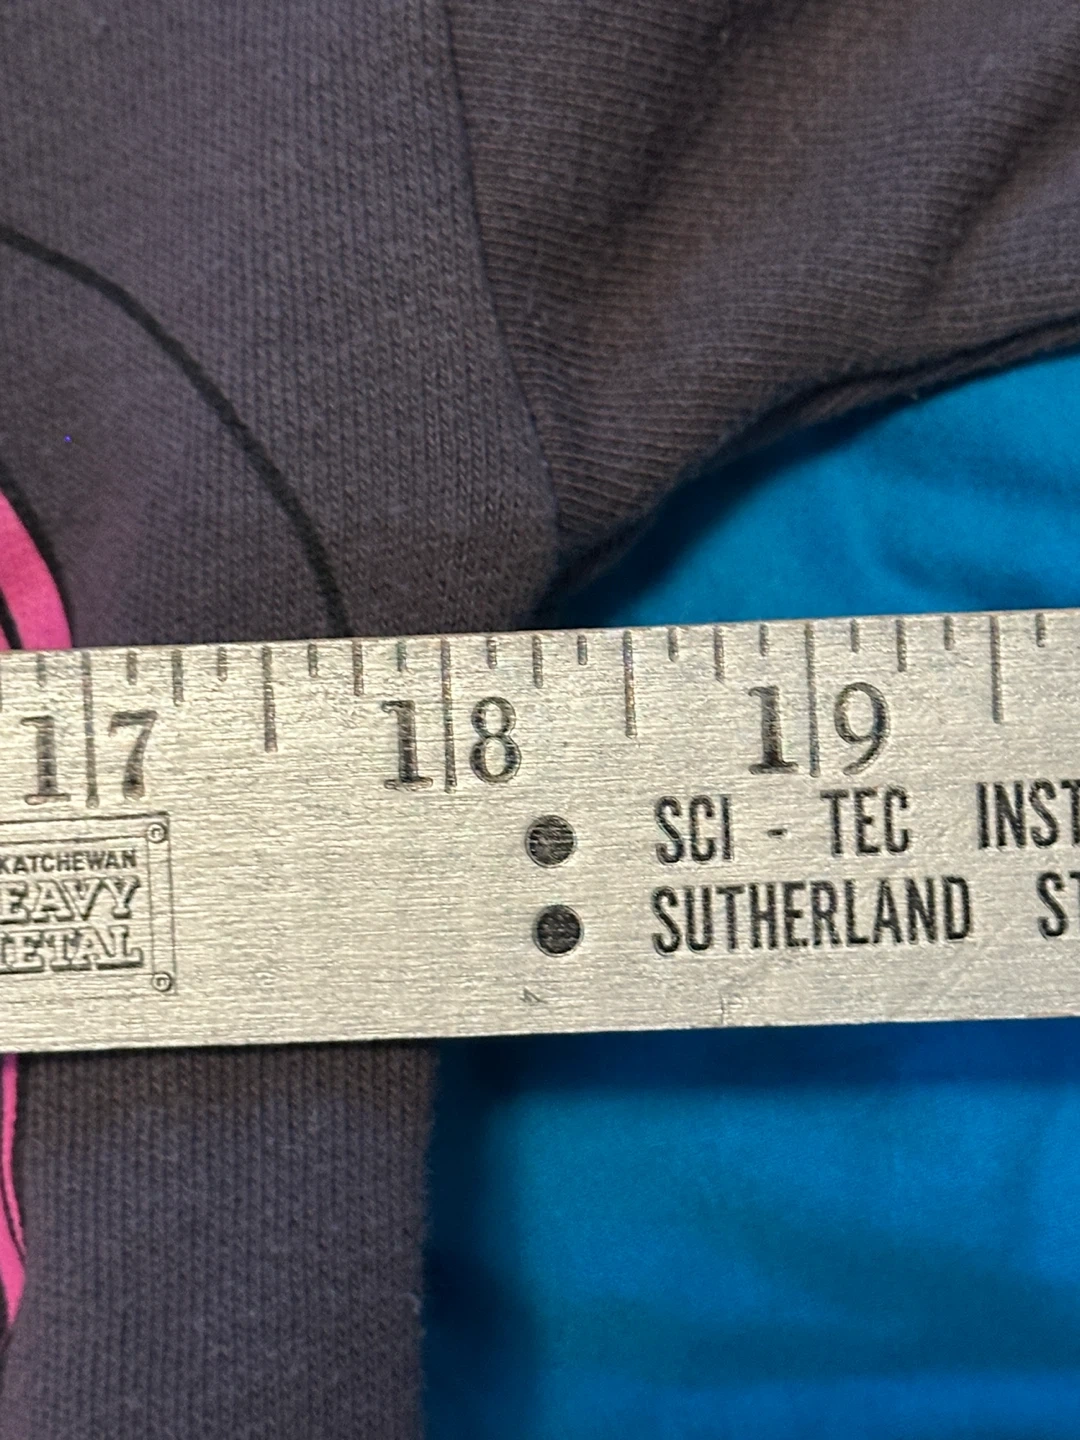 17 18 19
SCI - TEC INST
SUTHERLAND ST
KATCHEWAN
EAVY
ETAL